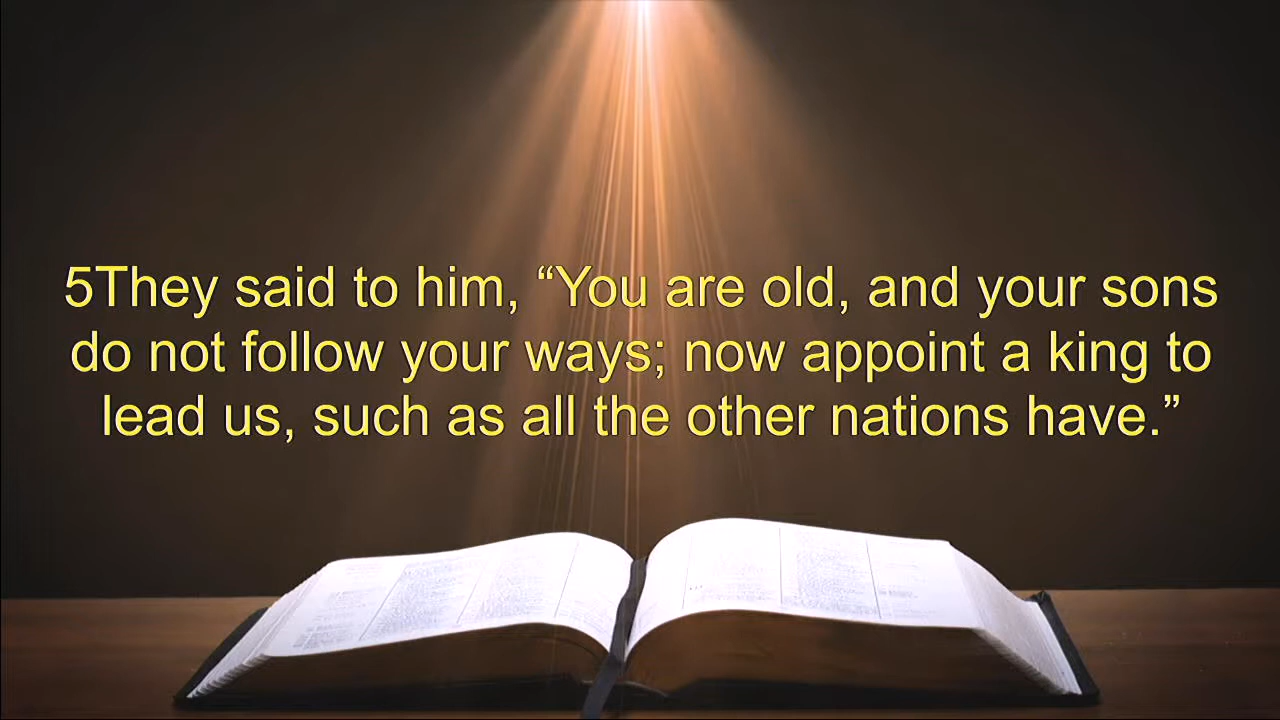 5They said to him, “You are old, and your sons
do not follow your ways; now appoint a king to
lead us, such as all the other nations have.”